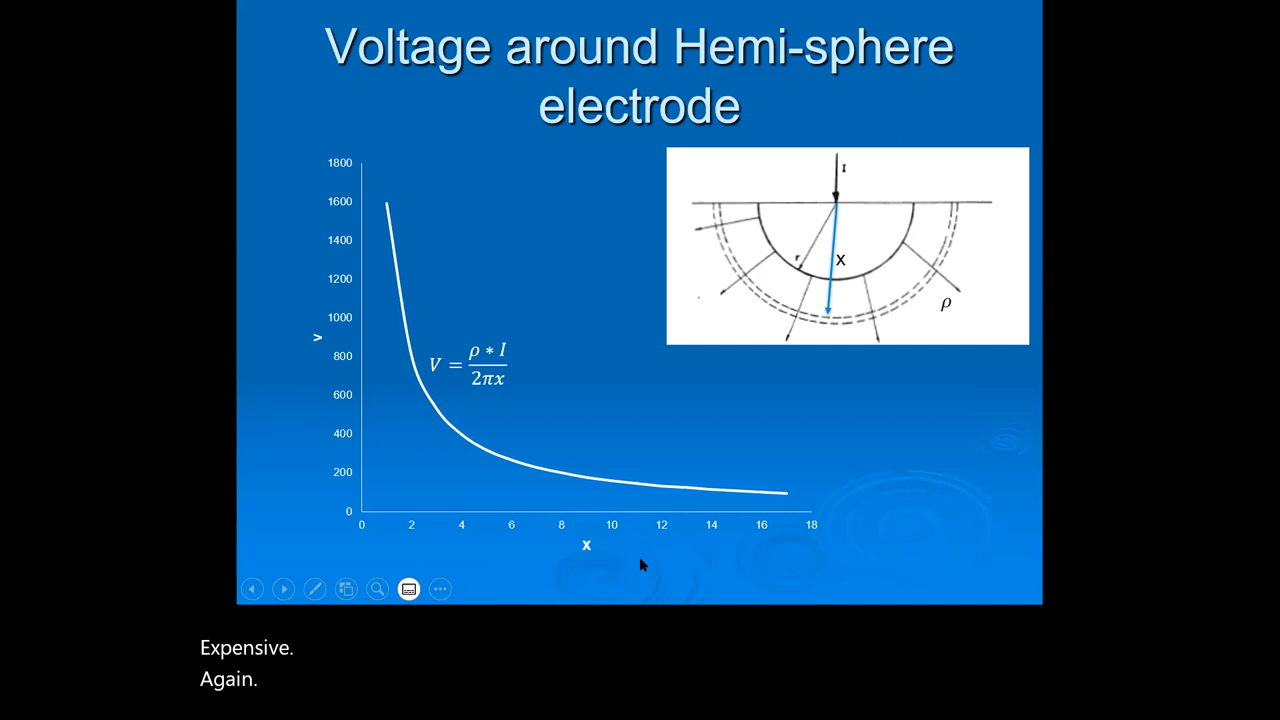 Voltage around Hemi-sphere
electrode
1800
1600
1400
1200
1000
800
600
400
200
0
V
0 2 4 6 8 10 12 14 16 18
X
V = ρ * I / 2πx
I
r
X
ρ
Expensive.
Again.